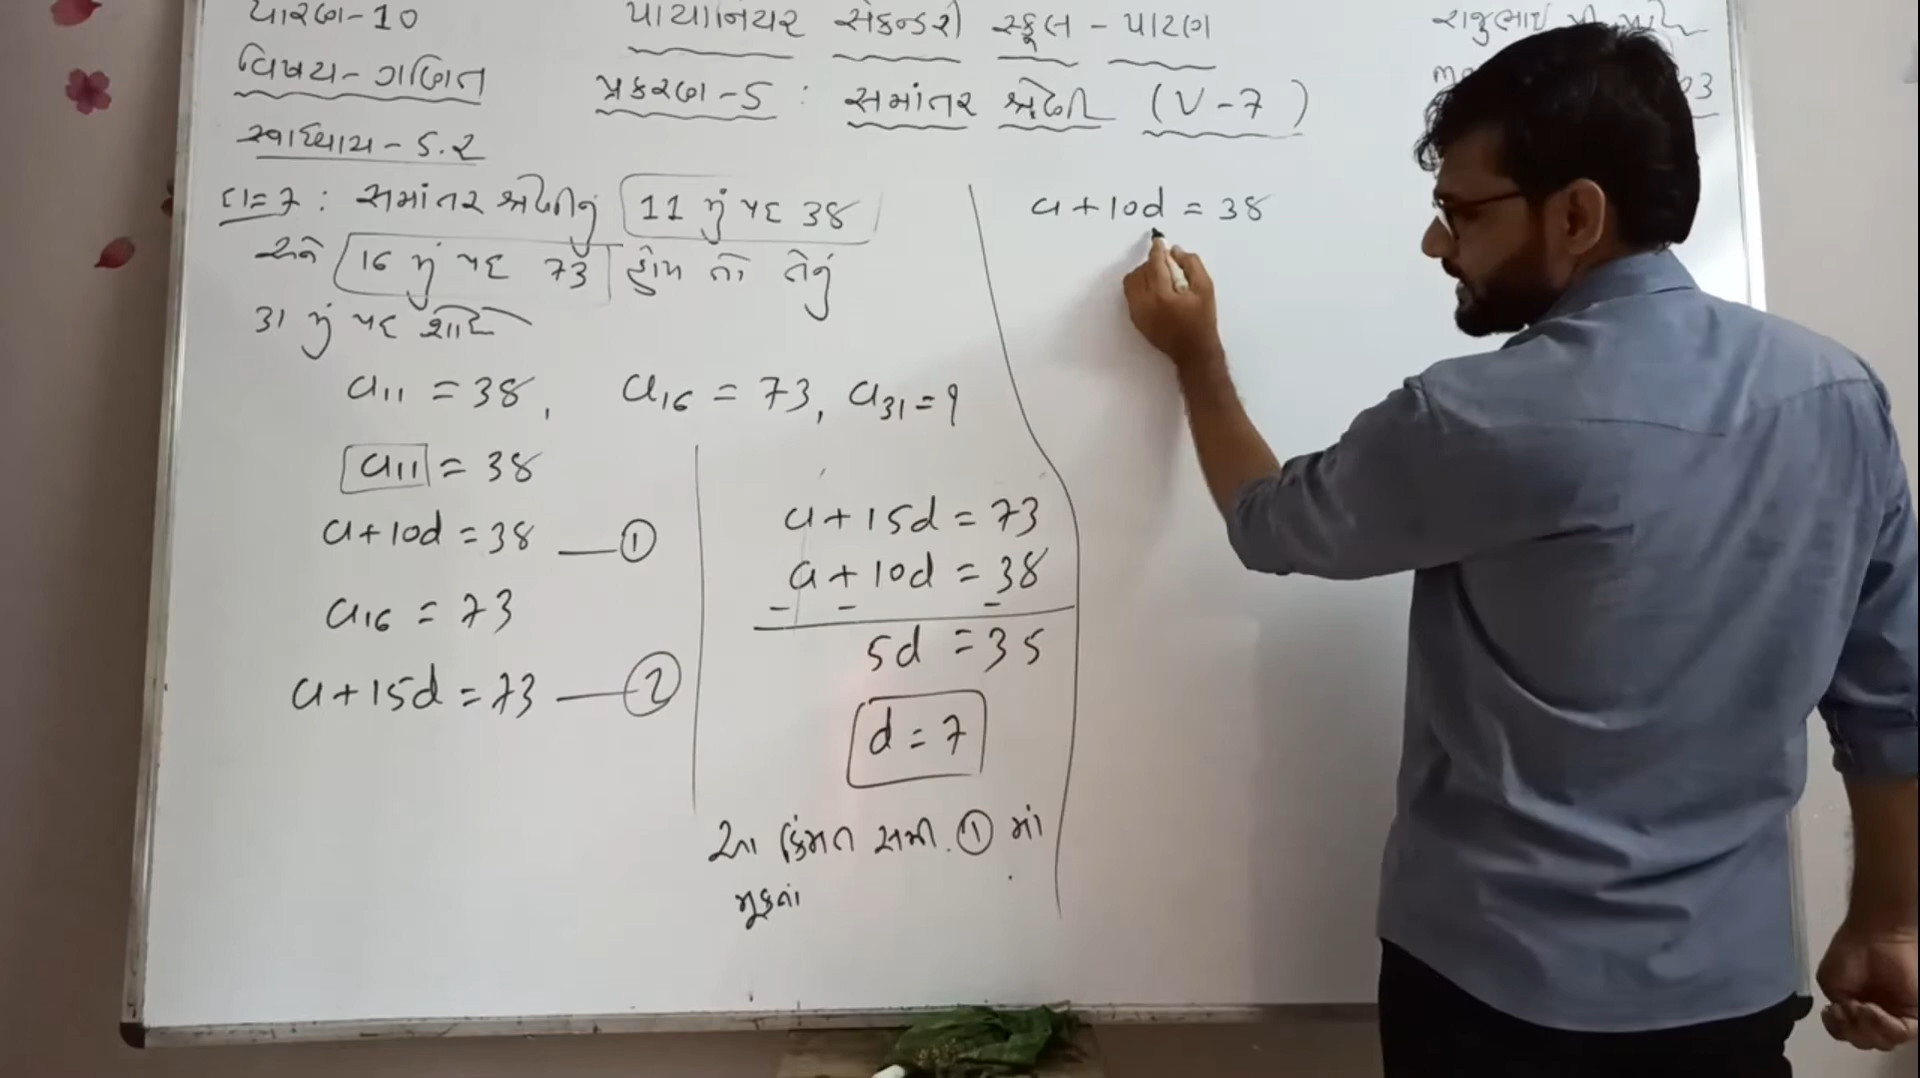 ધોરણ-10
વિષય-ગણિત
સ્વાધ્યાય-5.2
પાયોનિયર સેકન્ડરી સ્કૂલ - પાટણ
પ્રકરણ-5 : સમાંતર શ્રેઢી (V-7)
રાજુભાઈ
દા=7 : સમાંતર શ્રેઢીનું 11 મું પદ 38
અને 16 મું પદ 73 હોય તો તેનું
31 મું પદ શોધો
a11 = 38, a16 = 73, a31 = ?
a11 = 38
a+10d = 38 — ①
a16 = 73
a+15d = 73 — ②
a+15d = 73
a+10d = 38
- - -
5d = 35
d = 7
આ કિંમત સમી. ① માં
મૂકતાં
a+10d = 38